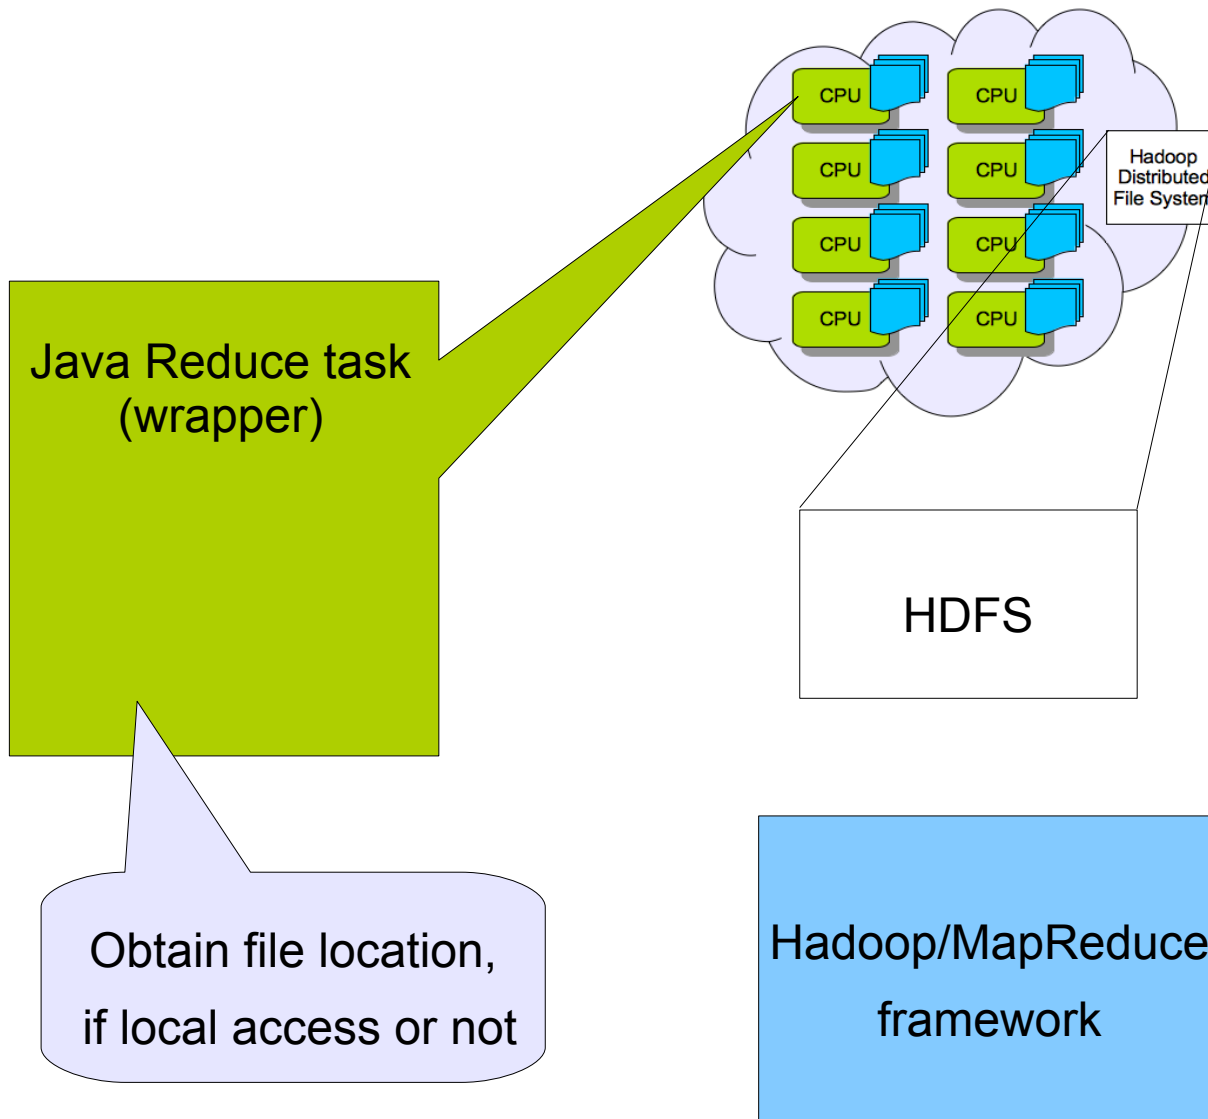 CPU
CPU
CPU
CPU
CPU
CPU
CPU
CPU
Hadoop
Distributed
File System
Java Reduce task
(wrapper)
HDFS
Obtain file location,
if local access or not
Hadoop/MapReduce
framework